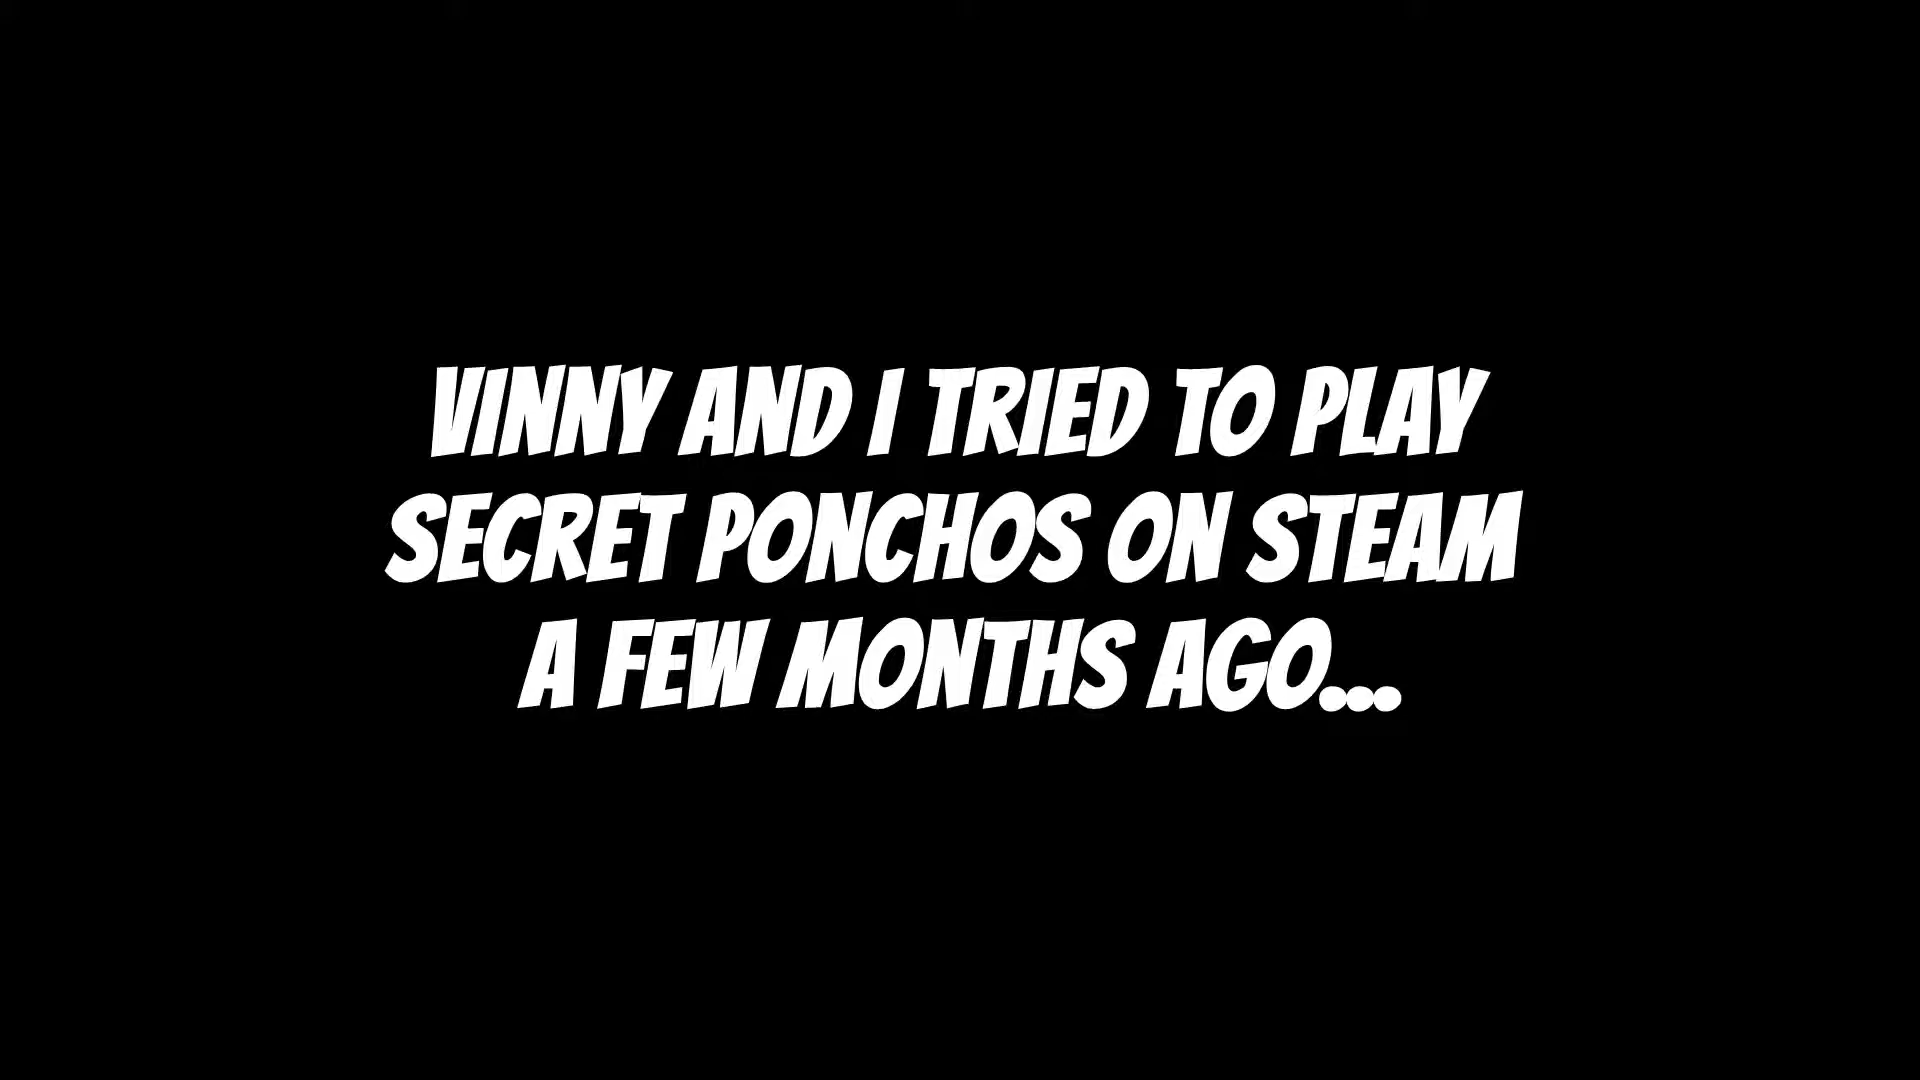 VINNY AND I TRIED TO PLAY
SECRET PONCHOS ON STEAM
A FEW MONTHS AGO...